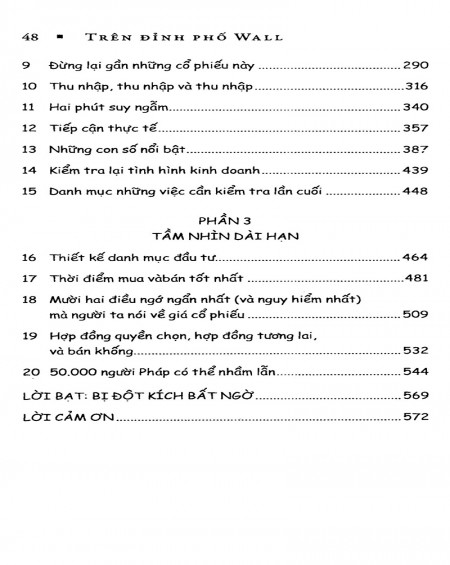 48 ▪ TRÊN ĐỈNH PHỐ WALL
9 Đừng lại gần những cổ phiếu này ........ 290
10 Thu nhập, thu nhập và thu nhập ........ 316
11 Hai phút suy ngẫm ........ 340
12 Tiếp cận thực tế ........ 357
13 Những con số nổi bật ........ 387
14 Kiểm tra lại tình hình kinh doanh ........ 439
15 Danh mục những việc cần kiểm tra lần cuối ........ 448
PHẦN 3
TẦM NHÌN DÀI HẠN
16 Thiết kế danh mục đầu tư ........ 464
17 Thời điểm mua vàbán tốt nhất ........ 481
18 Mười hai điều ngớ ngẩn nhất (và nguy hiểm nhất)
mà người ta nói về giá cổ phiếu ........ 509
19 Hợp đồng quyền chọn, hợp đồng tương lai,
và bán khống ........ 532
20 50.000 người Pháp có thể nhầm lẫn ........ 544
LỜI BẠT: BỊ ĐỘT KÍCH BẤT NGỜ ........ 569
LỜI CẢM ƠN ........ 572